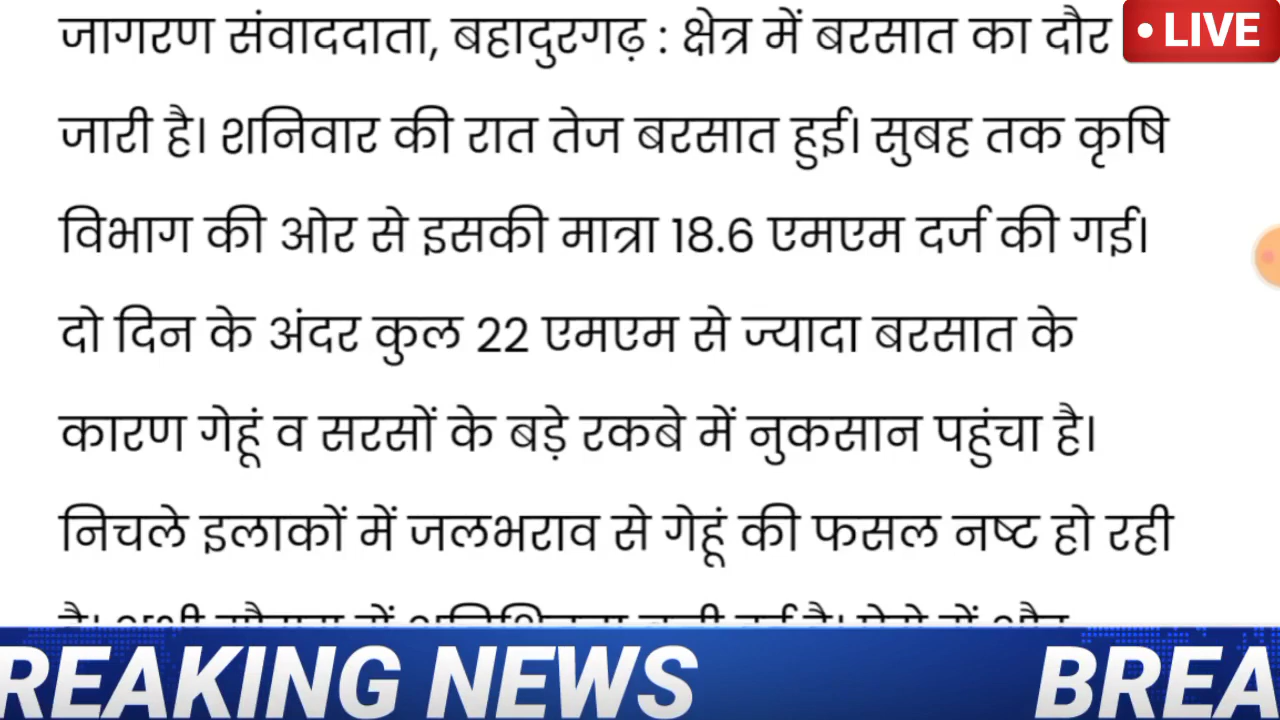 जागरण संवाददाता, बहादुरगढ़ : क्षेत्र में बरसात का दौर
• LIVE
जारी है। शनिवार की रात तेज बरसात हुई। सुबह तक कृषि
विभाग की ओर से इसकी मात्रा 18.6 एमएम दर्ज की गई।
दो दिन के अंदर कुल 22 एमएम से ज्यादा बरसात के
कारण गेहूं व सरसों के बड़े रकबे में नुकसान पहुंचा है।
निचले इलाकों में जलभराव से गेहूं की फसल नष्ट हो रही
REAKING NEWS BREA